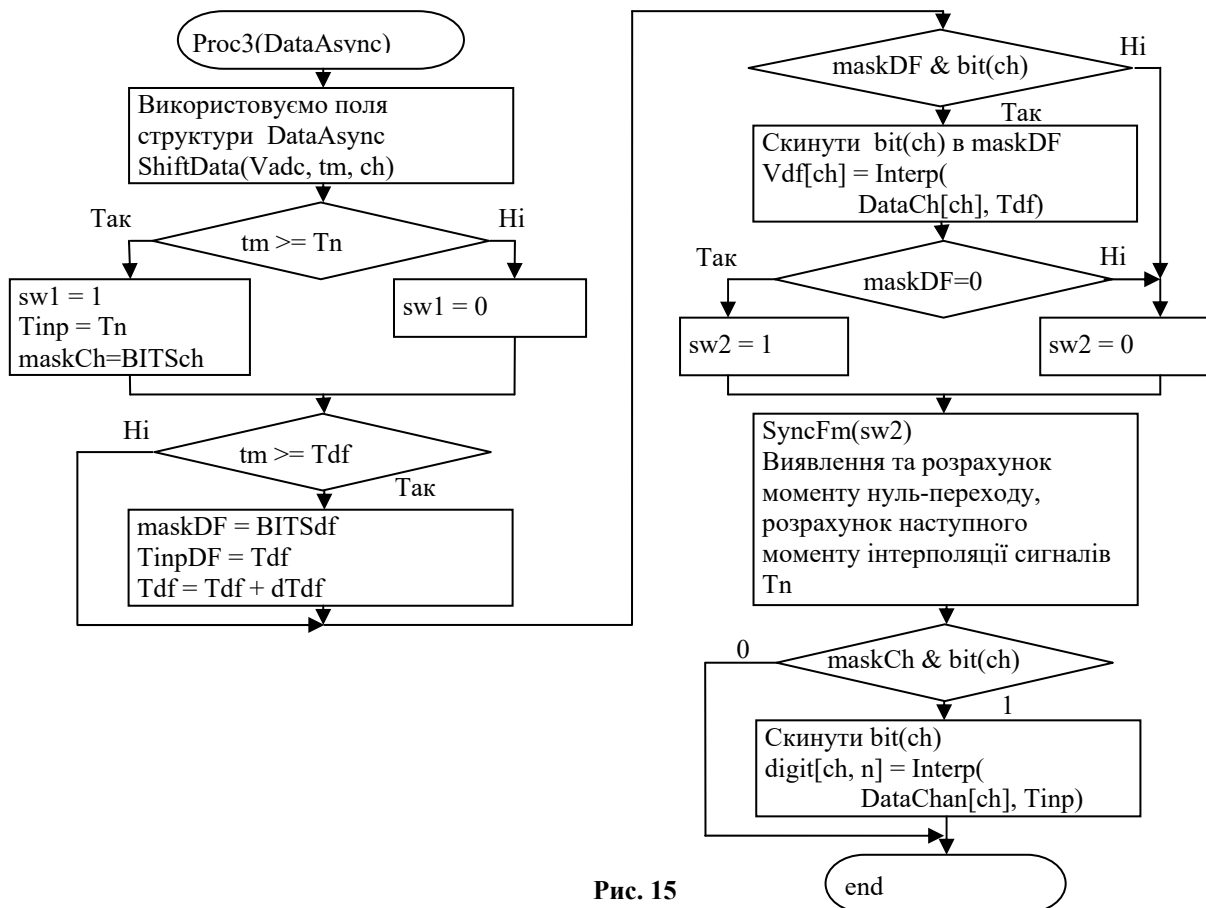 Proc3(DataAsync)
Використовуємо поля
структури DataAsync
ShiftData(Vadc, tm, ch)
Так
Ні
tm >= Tn
sw1 = 1
Tinp = Tn
maskCh=BITSch
sw1 = 0
Ні
tm >= Tdf
Так
maskDF = BITSdf
TinpDF = Tdf
Tdf = Tdf + dTdf
Ні
maskDF & bit(ch)
Так
Скинути bit(ch) в maskDF
Vdf[ch] = Interp(
DataCh[ch], Tdf)
Так
Ні
maskDF=0
sw2 = 1
sw2 = 0
SyncFm(sw2)
Виявлення та розрахунок
моменту нуль-переходу,
розрахунок наступного
моменту інтерполяції сигналів
Tn
0
maskCh & bit(ch)
1
Скинути bit(ch)
digit[ch, n] = Interp(
DataChan[ch], Tinp)
end
Рис. 15